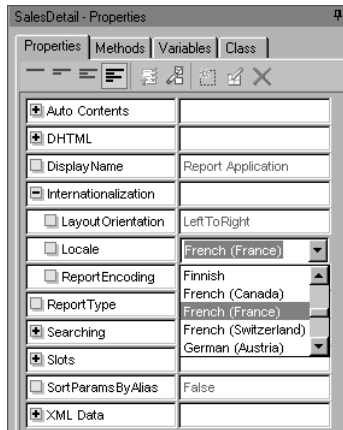 SalesDetail - Properties
Properties Methods Variables Class
Auto Contents
DHTML
DisplayName Report Application
Internationalization
LayoutOrientation LeftToRight
Locale French (France)
ReportEncoding Finnish
French (Canada)
ReportType French (France)
Searching French (Switzerland)
Slots German (Austria)
SortParamsByAlias False
XML Data